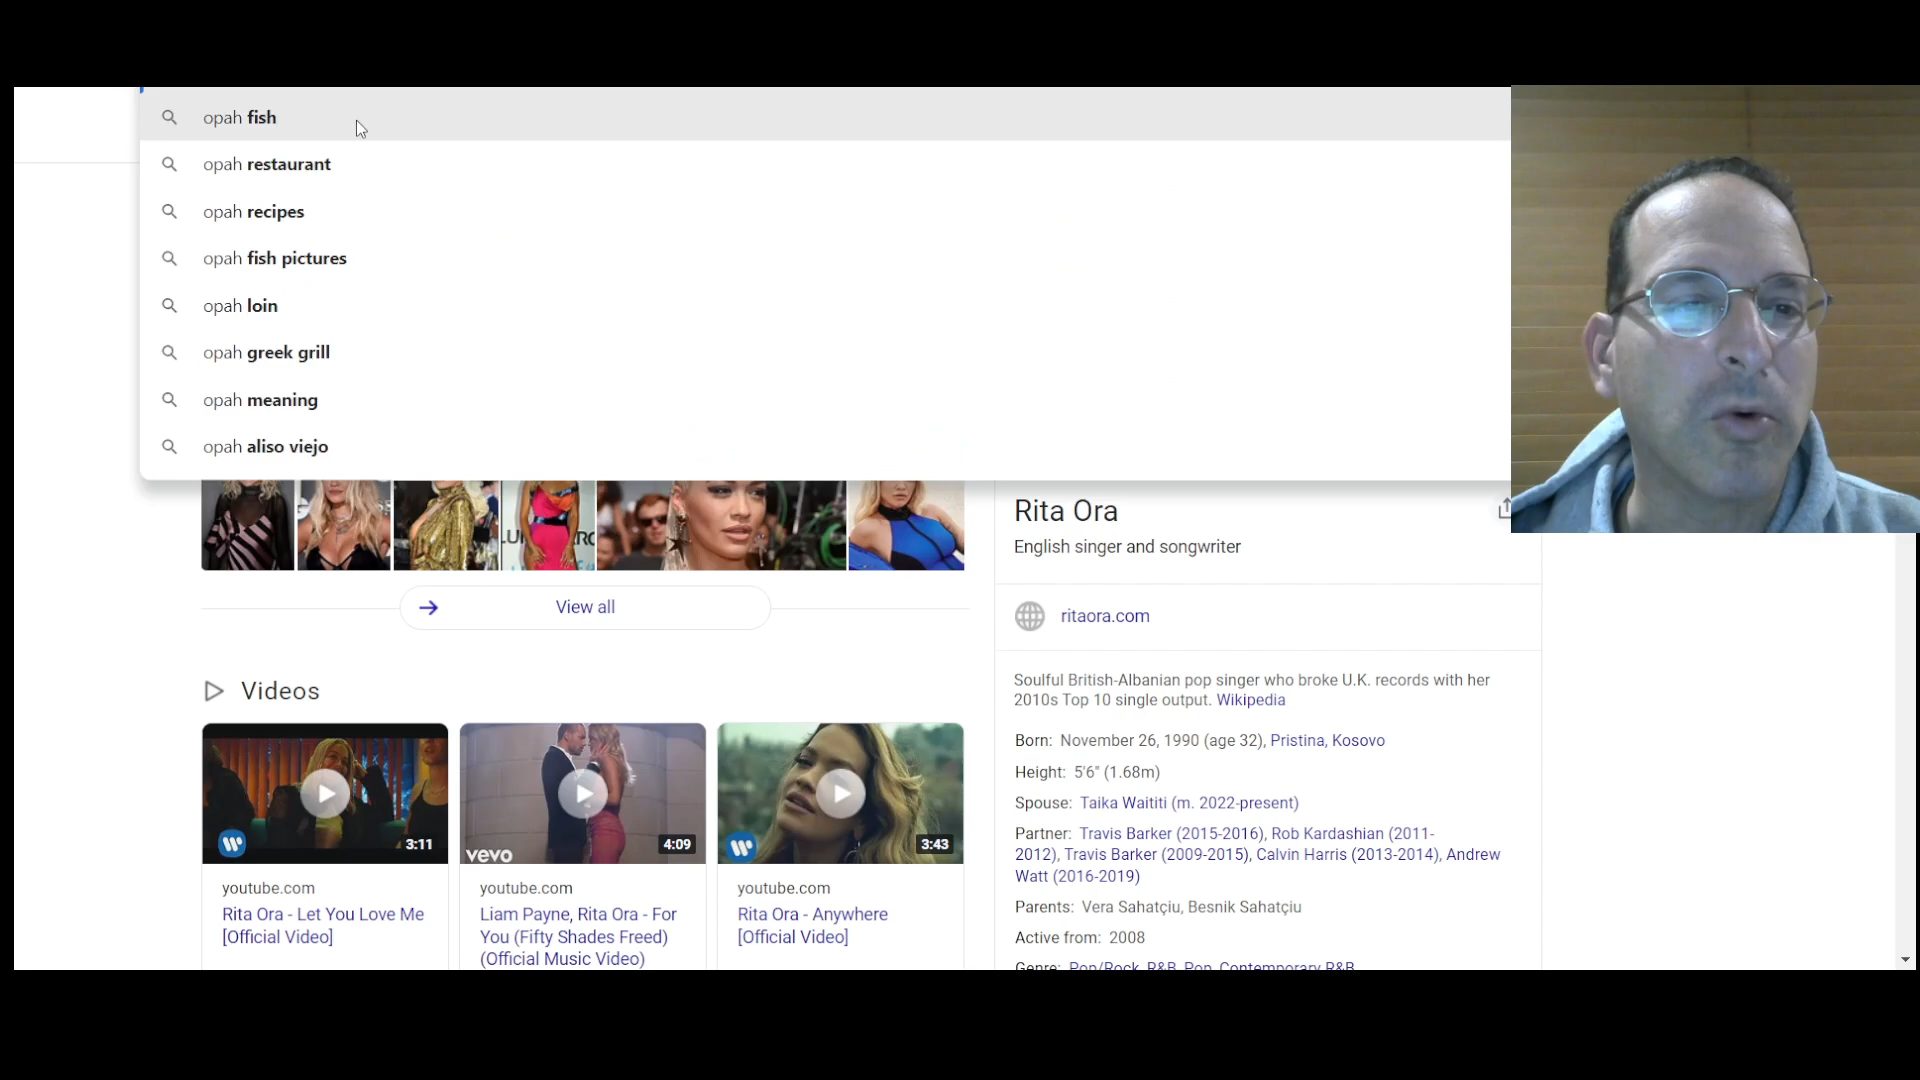 opah fish
opah restaurant
opah recipes
opah fish pictures
opah loin
opah greek grill
opah meaning
opah aliso viejo
Rita Ora
English singer and songwriter
View all
ritaora.com
Soulful British-Albanian pop singer who broke U.K. records with her
2010s Top 10 single output. Wikipedia
Videos
Born: November 26, 1990 (age 32), Pristina, Kosovo
Height: 5'6" (1.68m)
Spouse: Taika Waititi (m. 2022-present)
Partner: Travis Barker (2015-2016), Rob Kardashian (2011-
2012), Travis Barker (2009-2015), Calvin Harris (2013-2014), Andrew
Watt (2016-2019)
Parents: Vera Sahatçiu, Besnik Sahatçiu
Active from: 2008
Genre: Pop/Rock, R&B, Pop, Contemporary R&B
3:11
vevo
4:09
3:43
youtube.com
Rita Ora - Let You Love Me
[Official Video]
youtube.com
Liam Payne, Rita Ora - For
You (Fifty Shades Freed)
(Official Music Video)
youtube.com
Rita Ora - Anywhere
[Official Video]